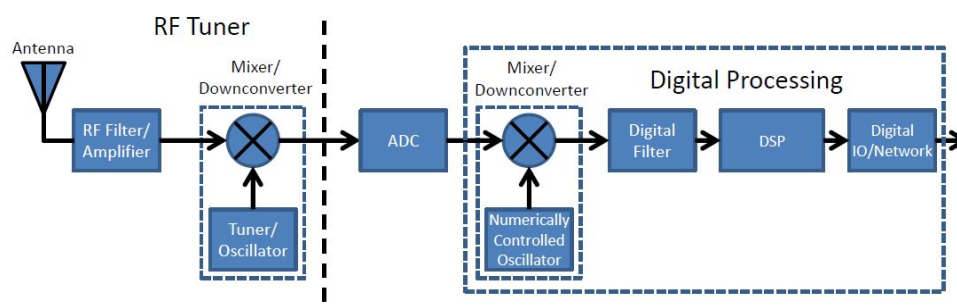 RF Tuner
Antenna
Mixer/
Downconverter
RF Filter/
Amplifier
Tuner/
Oscillator
ADC
Digital Processing
Mixer/
Downconverter
Numerically
Controlled
Oscillator
Digital
Filter
DSP
Digital
IO/Network